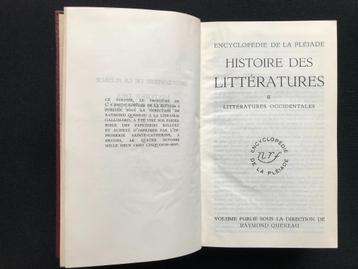 CE VOLUME, LE TROISIÈME DE
L'« ENCYCLOPÉDIE DE LA PLÉIADE »
PUBLIÉE SOUS LA DIRECTION DE
RAYMOND QUENEAU À LA LIBRAIRIE
GALLIMARD, A ÉTÉ TIRÉ SUR PAPIER
BIBLE DES PAPETERIES BOLLORÉ
ET ACHEVÉ D'IMPRIMER PAR L'IM-
PRIMERIE SAINTE-CATHERINE, À
BRUGES, LE QUATRE OCTOBRE
MILLE NEUF CENT CINQUANTE-SEPT.
ENCYCLOPÉDIE DE LA PLÉIADE
HISTOIRE DES
LITTÉRATURES
II
LITTÉRATURES OCCIDENTALES
ENCYCLOPÉDIE
nrf
DE LA PLÉIADE
VOLUME PUBLIÉ SOUS LA DIRECTION DE
RAYMOND QUENEAU